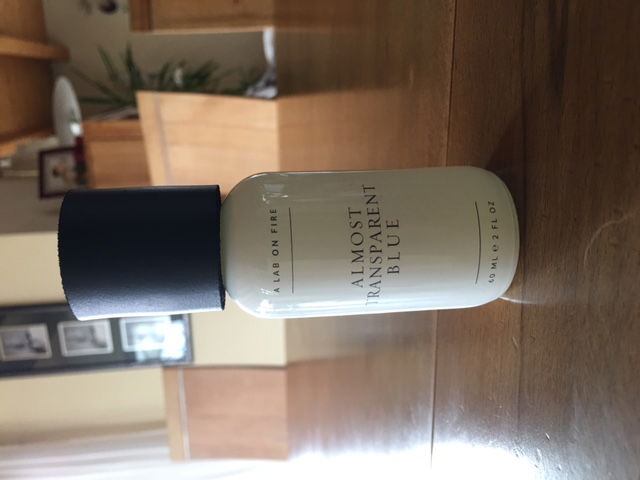 A LAB ON FIRE
ALMOST
TRANSPARENT
BLUE
60 ML ℮ 2 FL OZ